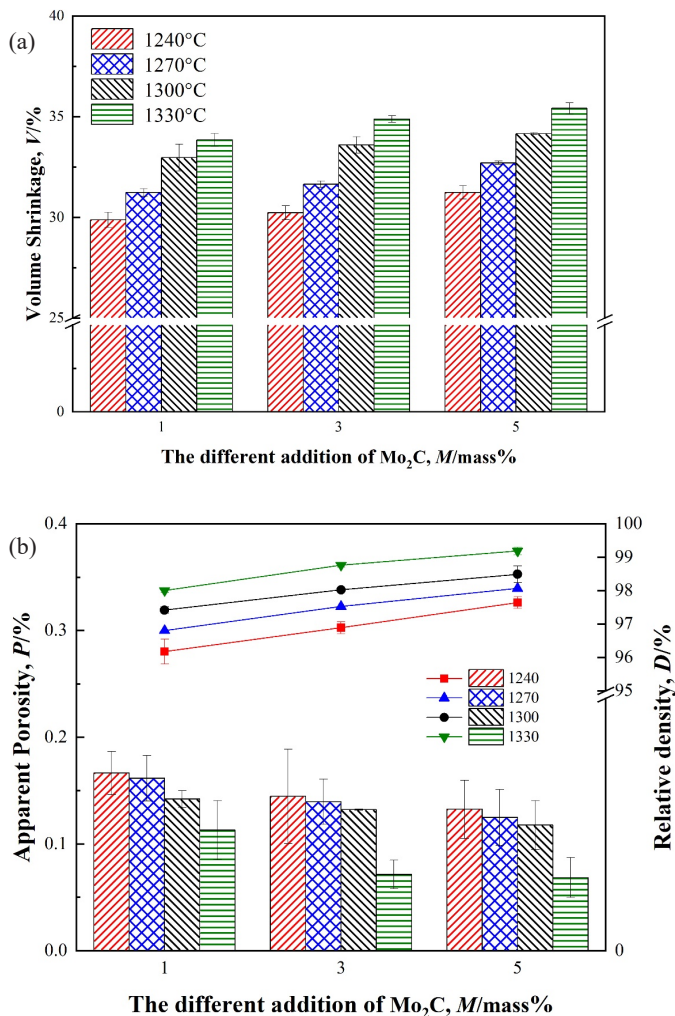 (a)
40
35
30
25
0
Volume Shrinkage, V/%
1240°C
1270°C
1300°C
1330°C
1 3 5
The different addition of Mo₂C, M/mass%
(b)
0.4
0.3
0.2
0.1
0.0
Apparent Porosity, P/%
1240
1270
1300
1330
100
99
98
97
96
95
0
Relative density, D/%
1 3 5
The different addition of Mo₂C, M/mass%